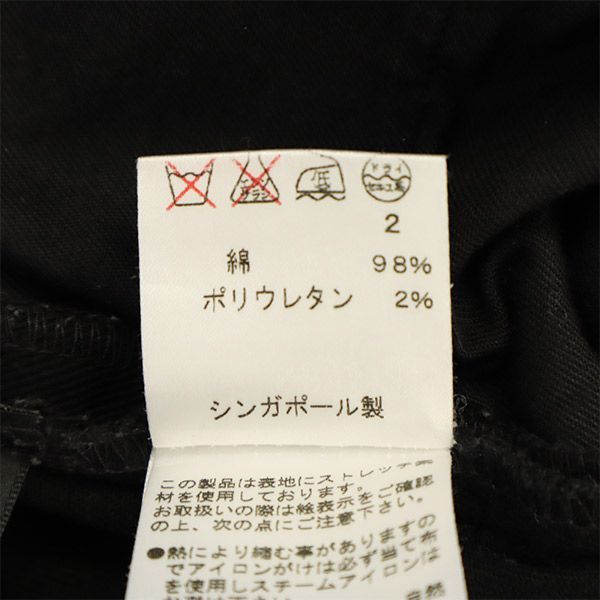 低
ドライ
セキユ系
2
綿 98%
ポリウレタン 2%
シンガポール製
この製品は表地にストレッチ素
材を使用しております。
お取扱いの際は絵表示をご確認
の上、次の点にご注意下さい。
●熱により縮む事がありますの
でアイロンがけは必ず当て布
を使用しスチームアイロン
自然